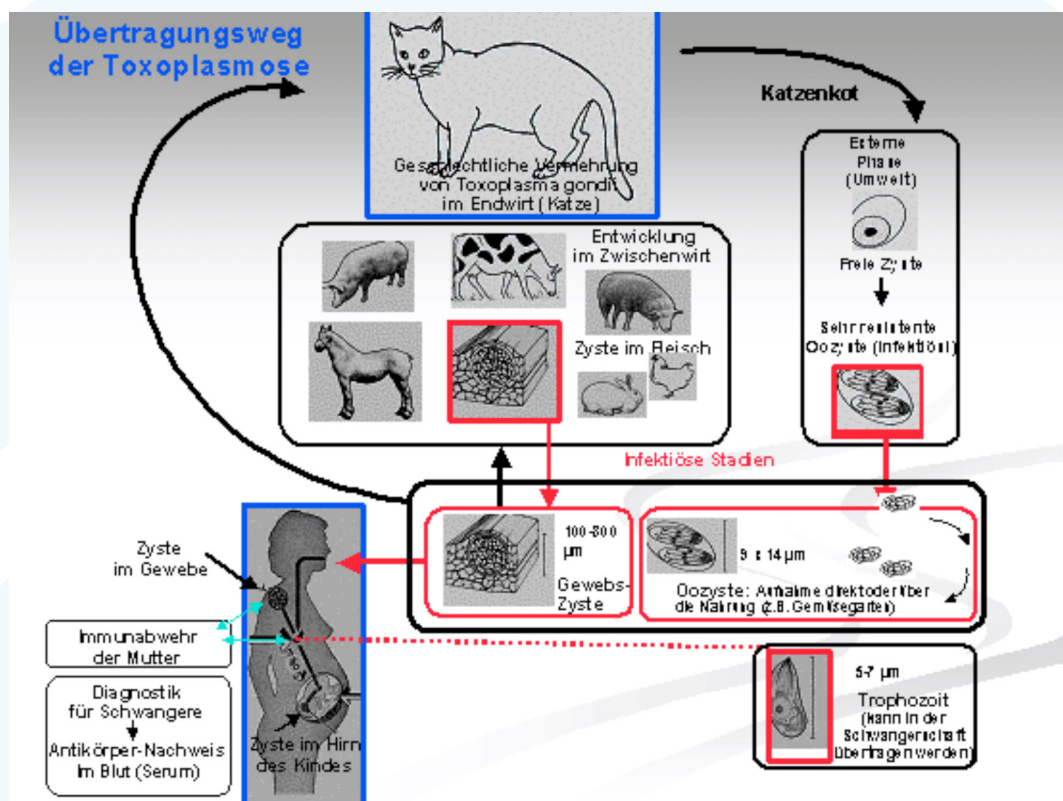 Übertragungsweg
der Toxoplasmose
Katzenkot
Geschlechtliche Vermehrung
von Toxoplasma gondii
im Endwirt (Katze)
Externe
Phase
(Umwelt)
Freie Zyste
Sehr resistente
Oozyste (infektiös!)
Entwicklung
im Zwischenwirt
Zyste im Fleisch
Infektiöse Stadien
100-300
µm
Gewebs-
Zyste
9 x 14 µm
Oozyste: Aufnahme direkt oder über
die Nahrung (z.B. Gemüsegarten)
Zyste
im Gewebe
Immunabwehr
der Mutter
Diagnostik
für Schwangere
Antikörper-Nachweis
im Blut (Serum)
Zyste im Hirn
des Kindes
5-7 µm
Trophozoit
(kann in der
Schwangerschaft
übertragen werden)